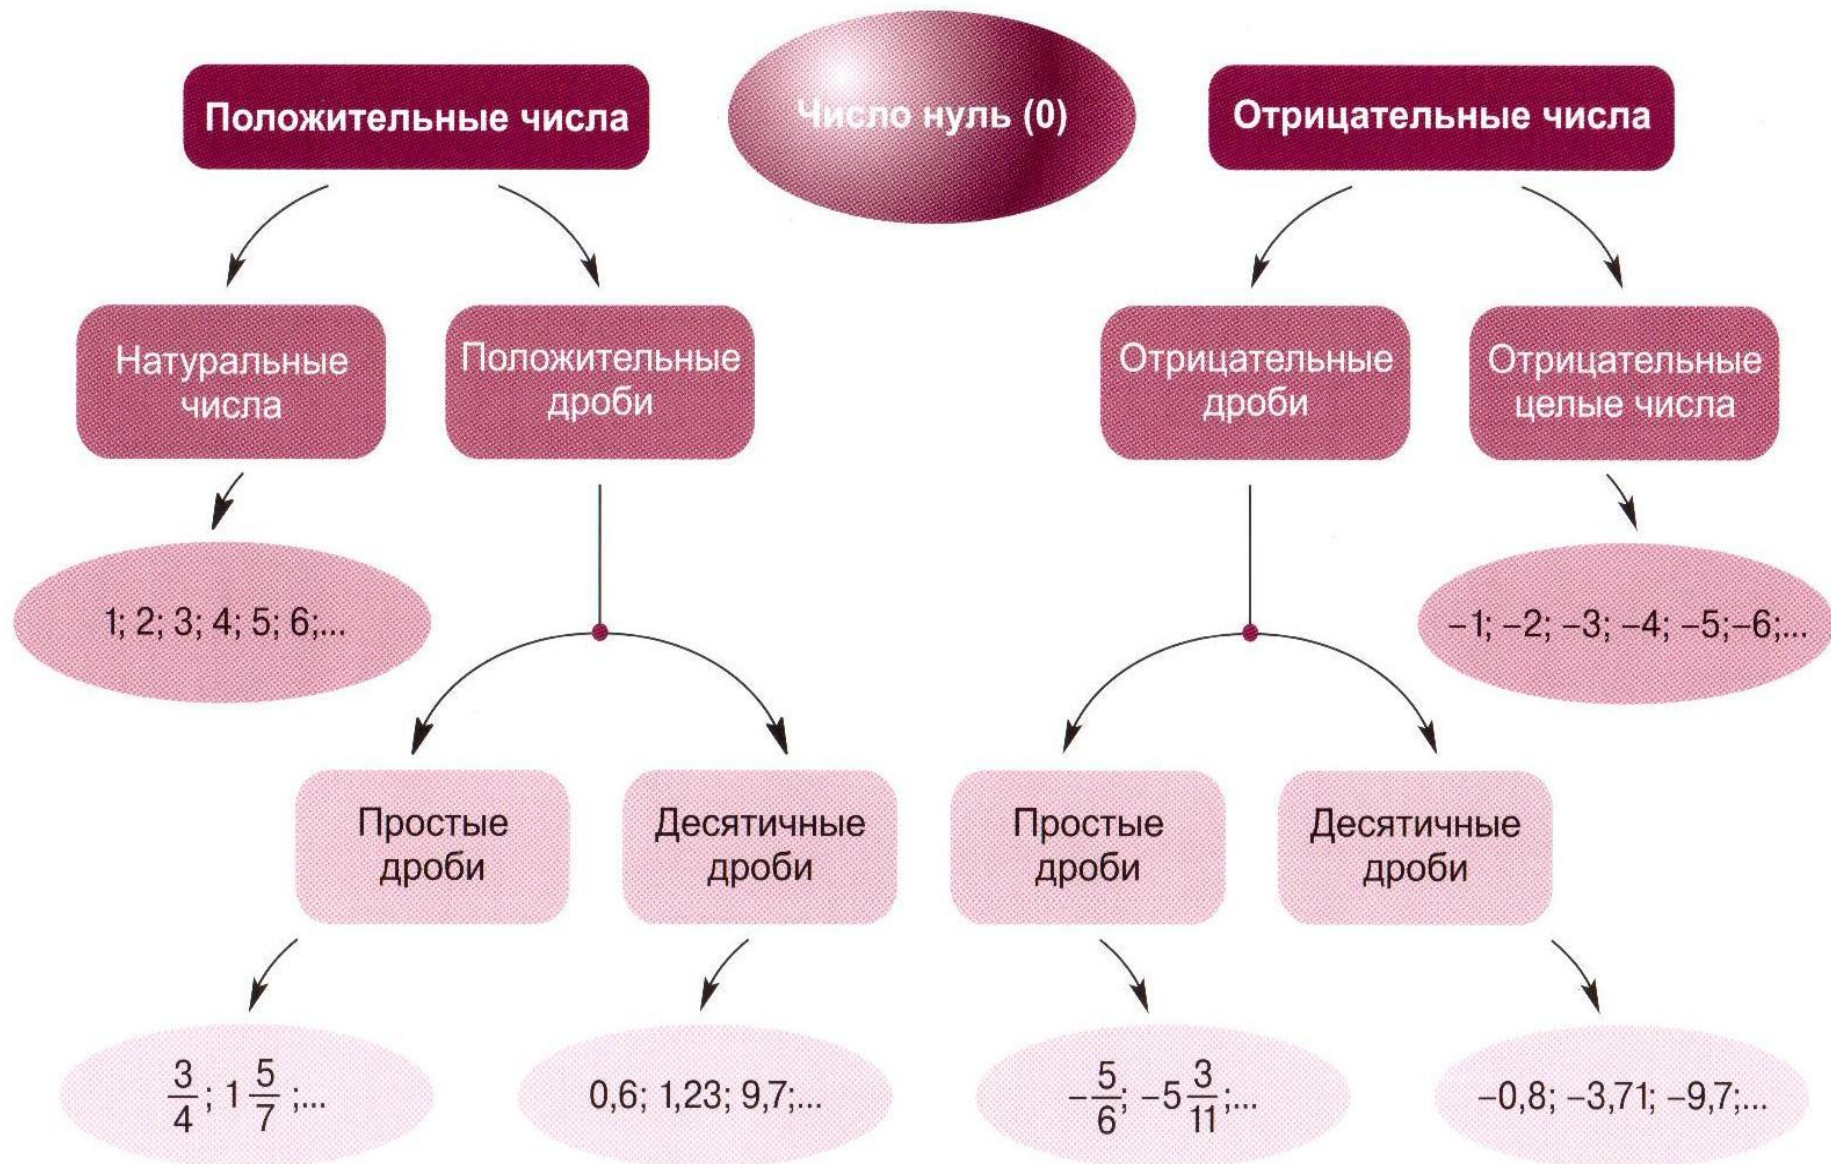 Положительные числа
Число нуль (0)
Отрицательные числа
Натуральные
числа
Положительные
дроби
Отрицательные
дроби
Отрицательные
целые числа
1; 2; 3; 4; 5; 6;...
–1; –2; –3; –4; –5;–6;...
Простые
дроби
Десятичные
дроби
Простые
дроби
Десятичные
дроби
3/4; 1 5/7;...
0,6; 1,23; 9,7;...
–5/6; –5 3/11;...
–0,8; –3,71; –9,7;...